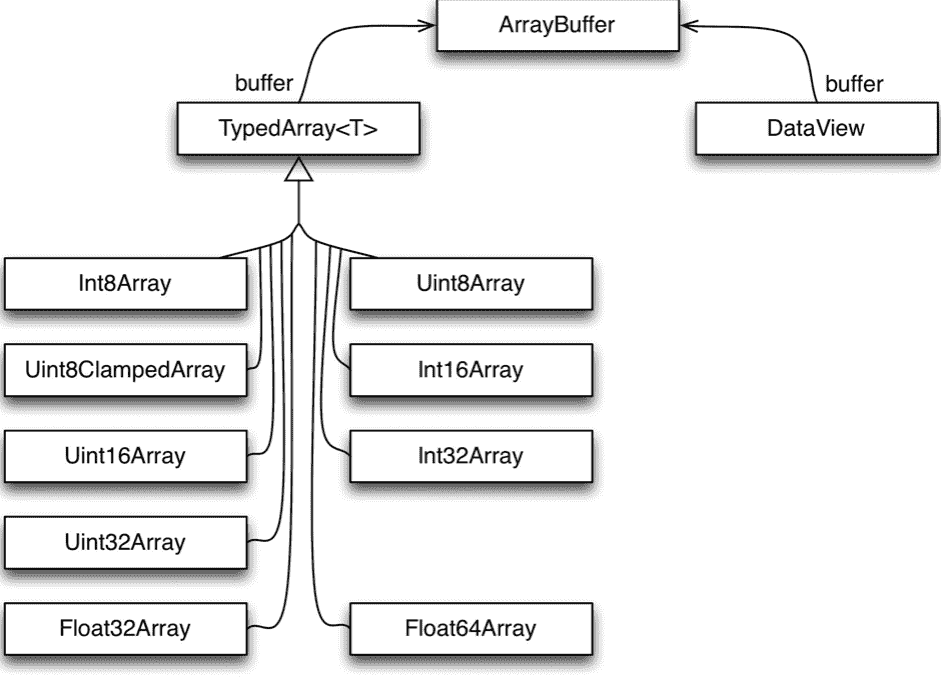 ArrayBuffer
buffer
buffer
TypedArray<T>
DataView
Int8Array
Uint8Array
Uint8ClampedArray
Int16Array
Uint16Array
Int32Array
Uint32Array
Float32Array
Float64Array